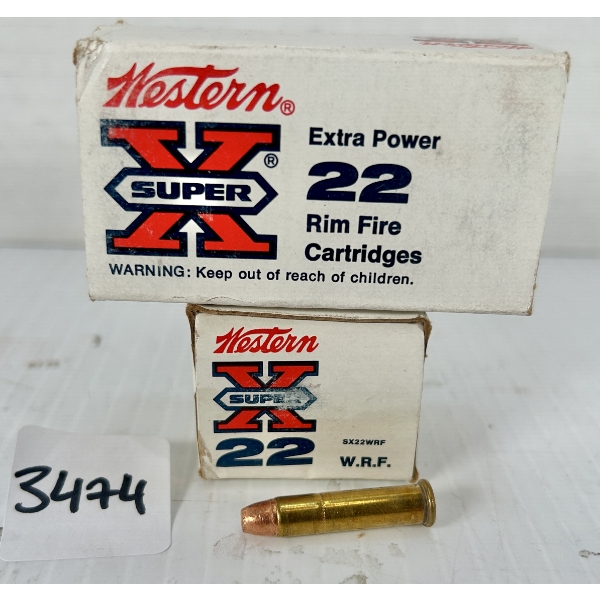 Western®
X®
SUPER
Extra Power
22
Rim Fire
Cartridges
WARNING: Keep out of reach of children.
Western
X
SUPER
22
SX22WRF
W.R.F.
3474